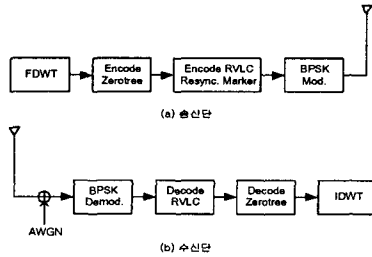 FDWT
Encode
Zerotree
Encode RVLC
Resync. Marker
BPSK
Mod.
(a) 송신단
AWGN
BPSK
Demod.
Decode
RVLC
Decode
Zerotree
IDWT
(b) 수신단